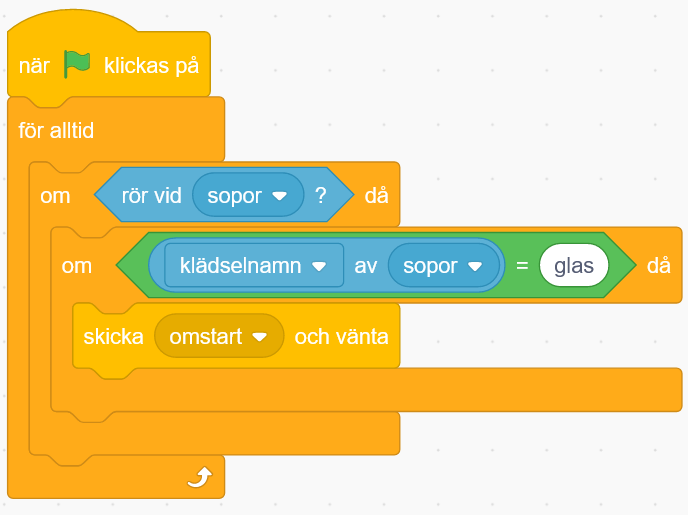 när klickas på
för alltid
om rör vid sopor ? då
om klädselnamn av sopor = glas då
skicka omstart och vänta